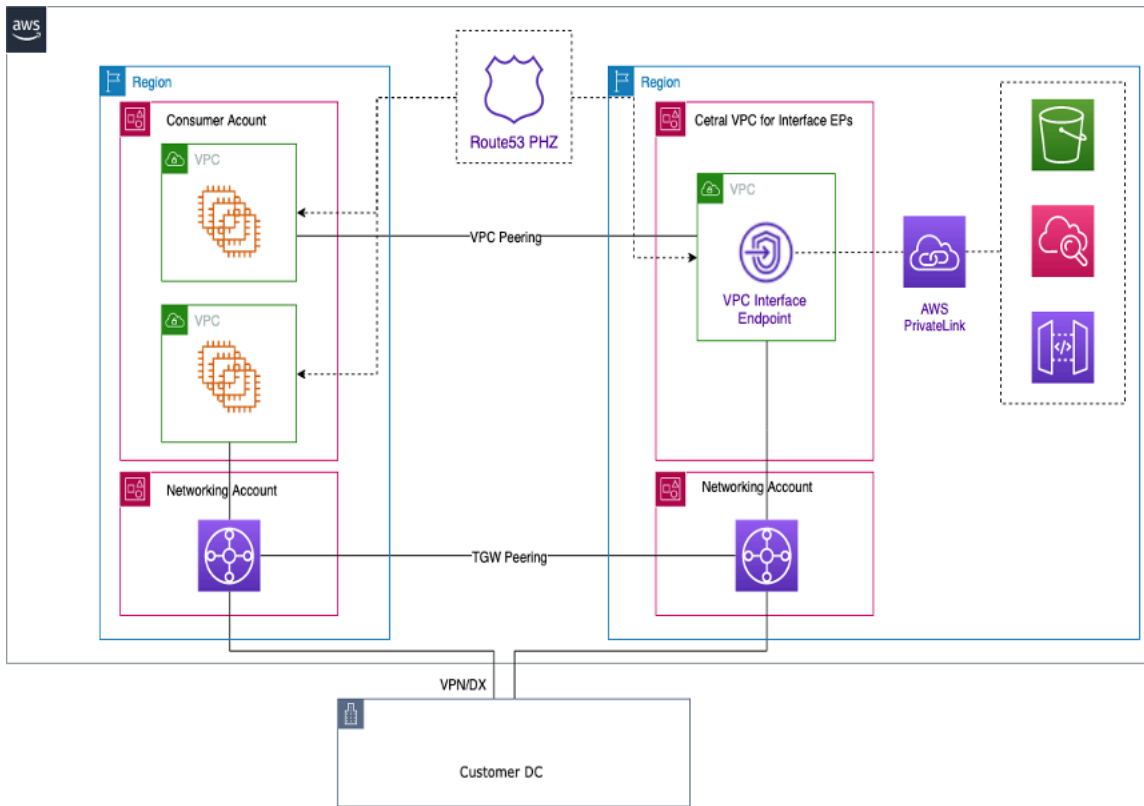 aws
Region
Consumer Acount
VPC
VPC
Networking Account
Route53 PHZ
VPC Peering
TGW Peering
Region
Cetral VPC for Interface EPs
VPC
VPC Interface
Endpoint
AWS
PrivateLink
Networking Account
VPN/DX
Customer DC